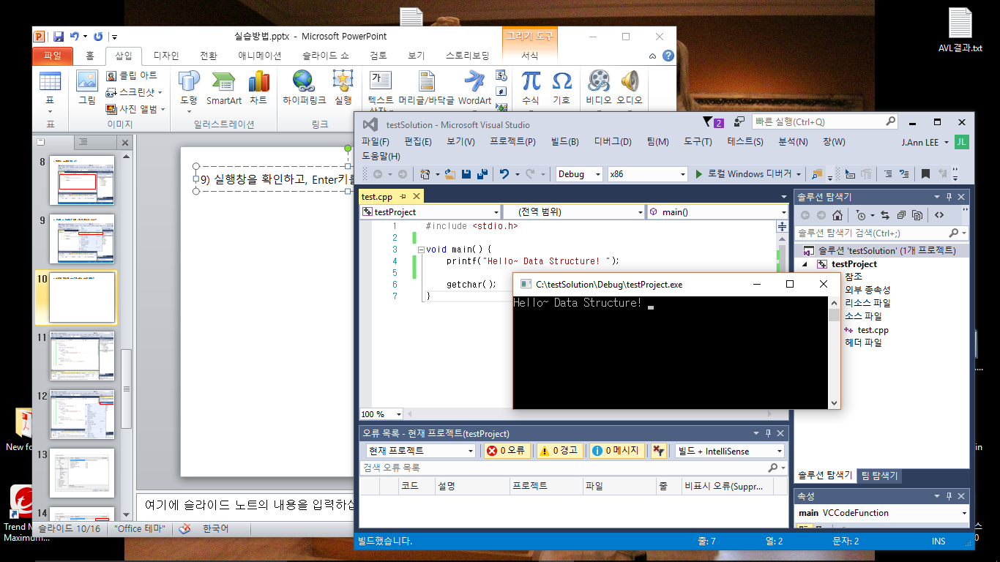 AVL결과.txt
실습방법.pptx - Microsoft PowerPoint
그리기 도구
파일 홈 삽입 디자인 전환 애니메이션 슬라이드 쇼 검토 보기 스토리보딩 서식
표 그림 클립 아트 스크린샷 사진 앨범 도형 SmartArt 차트 하이퍼링크 실행 텍스트 머리글/바닥글 WordArt 수식 기호 비디오 오디오
표 이미지 일러스트레이션 링크
8
9
10
11
12
13
14
9) 실행창을 확인하고, Enter키를
여기에 슬라이드 노트의 내용을 입력하십
슬라이드 10/16 "Office 테마" 한국어
New fo
Trend M
Maximum...
testSolution - Microsoft Visual Studio
2
빠른 실행(Ctrl+Q)
파일(F) 편집(E) 보기(V) 프로젝트(P) 빌드(B) 디버그(D) 팀(M) 도구(T) 테스트(S) 분석(N) 창(W)
J.Ann LEE JL
도움말(H)
Debug x86 로컬 Windows 디버거
test.cpp
testProject (전역 범위) main()
1 #include <stdio.h>
2
3 void main() {
4 printf("Hello~ Data Structure! ");
5
6 getchar();
7 }
100 %
C:\testSolution\Debug\testProject.exe
Hello~ Data Structure!
솔루션 탐색기
솔루션 탐색기 검색(Ctrl+;)
솔루션 'testSolution' (1개 프로젝트)
testProject
참조
외부 종속성
리소스 파일
소스 파일
test.cpp
헤더 파일
솔루션 탐색기 팀 탐색기
속성
main VCCodeFunction
오류 목록 - 현재 프로젝트(testProject)
현재 프로젝트 0 오류 0 경고 0 메시지 빌드 + IntelliSense
검색 오류 목록
코드 설명 프로젝트 파일 줄 비표시 오류(Suppr...
빌드했습니다. 줄: 7 열: 2 문자: 2 INS